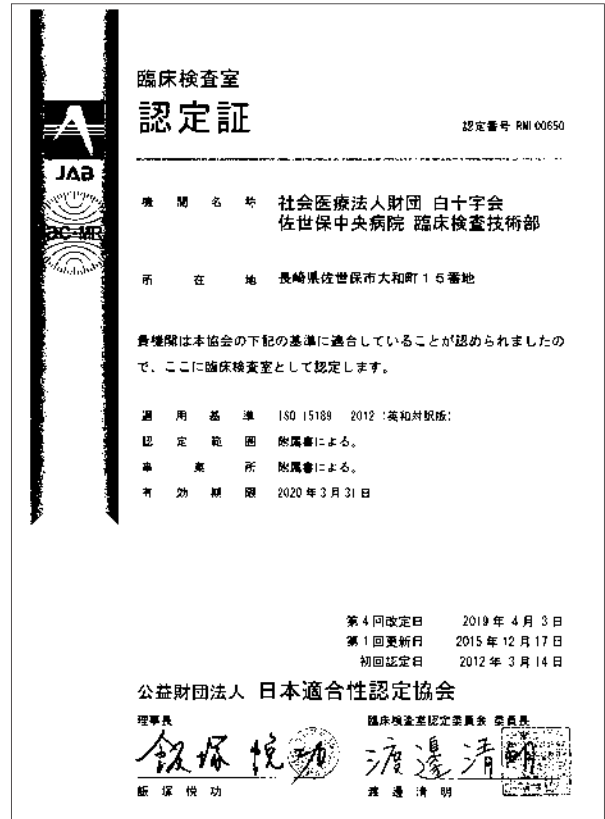 臨床検査室
認定証
認定番号 RML00650
JAB
機関名称 社会医療法人財団 白十字会
佐世保中央病院 臨床検査技術部
所在地 長崎県佐世保市大和町15番地
貴機関は本協会の下記の基準に適合していることが認められましたの
で、ここに臨床検査室として認定します。
適用基準 ISO 15189 2012 (英和対訳版)
認定範囲 附属書による。
事業所 附属書による。
有効期限 2020年3月31日
第4回改定日 2019年 4月 3日
第1回更新日 2015年12月17日
初回認定日 2012年 3月14日
公益財団法人 日本適合性認定協会
理事長 臨床検査室認定委員会 委員長
飯塚悦功 渡邊清明
飯塚悦功 渡邊清明